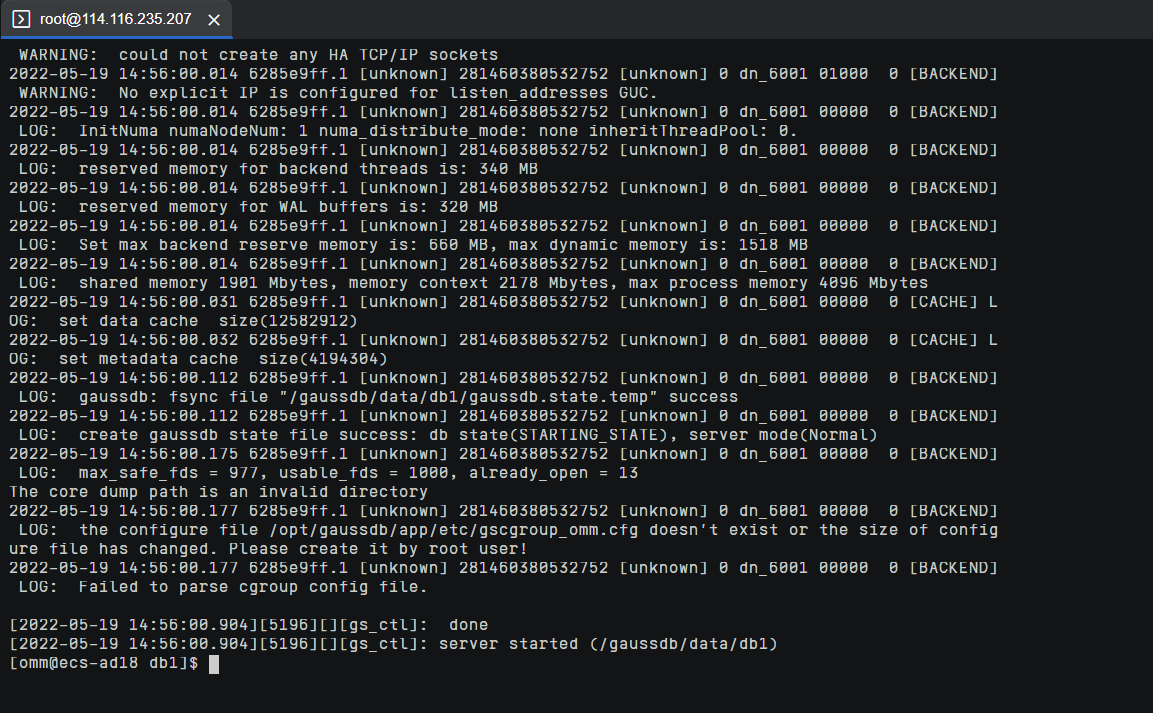 root@114.116.235.207
WARNING:  could not create any HA TCP/IP sockets
2022-05-19 14:56:00.014 6285e9ff.1 [unknown] 281460380532752 [unknown] 0 dn_6001 01000  0 [BACKEND]
WARNING:  No explicit IP is configured for listen_addresses GUC.
2022-05-19 14:56:00.014 6285e9ff.1 [unknown] 281460380532752 [unknown] 0 dn_6001 00000  0 [BACKEND]
LOG:  InitNuma numaNodeNum: 1 numa_distribute_mode: none inheritThreadPool: 0.
2022-05-19 14:56:00.014 6285e9ff.1 [unknown] 281460380532752 [unknown] 0 dn_6001 00000  0 [BACKEND]
LOG:  reserved memory for backend threads is: 340 MB
2022-05-19 14:56:00.014 6285e9ff.1 [unknown] 281460380532752 [unknown] 0 dn_6001 00000  0 [BACKEND]
LOG:  reserved memory for WAL buffers is: 320 MB
2022-05-19 14:56:00.014 6285e9ff.1 [unknown] 281460380532752 [unknown] 0 dn_6001 00000  0 [BACKEND]
LOG:  Set max backend reserve memory is: 660 MB, max dynamic memory is: 1518 MB
2022-05-19 14:56:00.014 6285e9ff.1 [unknown] 281460380532752 [unknown] 0 dn_6001 00000  0 [BACKEND]
LOG:  shared memory 1901 Mbytes, memory context 2178 Mbytes, max process memory 4096 Mbytes
2022-05-19 14:56:00.031 6285e9ff.1 [unknown] 281460380532752 [unknown] 0 dn_6001 00000  0 [CACHE] L
OG:  set data cache  size(12582912)
2022-05-19 14:56:00.032 6285e9ff.1 [unknown] 281460380532752 [unknown] 0 dn_6001 00000  0 [CACHE] L
OG:  set metadata cache  size(4194304)
2022-05-19 14:56:00.112 6285e9ff.1 [unknown] 281460380532752 [unknown] 0 dn_6001 00000  0 [BACKEND]
LOG:  gaussdb: fsync file "/gaussdb/data/db1/gaussdb.state.temp" success
2022-05-19 14:56:00.112 6285e9ff.1 [unknown] 281460380532752 [unknown] 0 dn_6001 00000  0 [BACKEND]
LOG:  create gaussdb state file success: db state(STARTING_STATE), server mode(Normal)
2022-05-19 14:56:00.175 6285e9ff.1 [unknown] 281460380532752 [unknown] 0 dn_6001 00000  0 [BACKEND]
LOG:  max_safe_fds = 977, usable_fds = 1000, already_open = 13
The core dump path is an invalid directory
2022-05-19 14:56:00.177 6285e9ff.1 [unknown] 281460380532752 [unknown] 0 dn_6001 00000  0 [BACKEND]
LOG:  the configure file /opt/gaussdb/app/etc/gscgroup_omm.cfg doesn't exist or the size of config
ure file has changed. Please create it by root user!
2022-05-19 14:56:00.177 6285e9ff.1 [unknown] 281460380532752 [unknown] 0 dn_6001 00000  0 [BACKEND]
LOG:  Failed to parse cgroup config file.
[2022-05-19 14:56:00.904][5196][][gs_ctl]:  done
[2022-05-19 14:56:00.904][5196][][gs_ctl]: server started (/gaussdb/data/db1)
[omm@ecs-ad18 db1]$